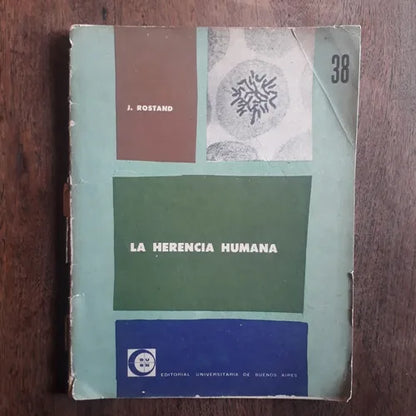 38
J. ROSTAND
LA HERENCIA HUMANA
EDITORIAL UNIVERSITARIA DE BUENOS AIRES